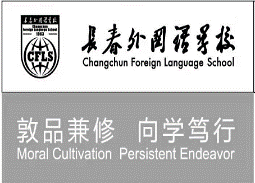 长春外国语学校
CFLS
Changchun Foreign Language School
敦品兼修 向学笃行
Moral Cultivation Persistent Endeavor